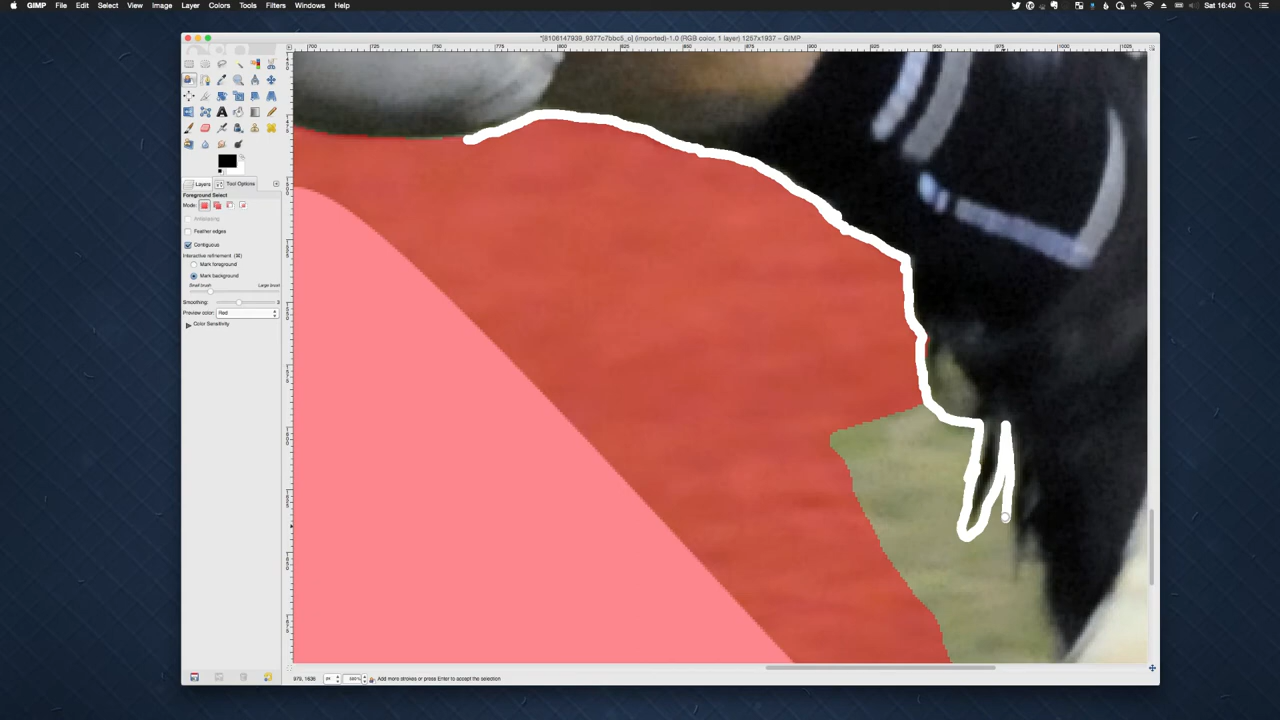 GIMP File Edit Select View Image Layer Colors Tools Filters Windows Help Sat 16:40
*[8106147939_9377c7bbc5_o] (imported)-1.0 (RGB color, 1 layer) 1257x1937 – GIMP
Layers Tool Options
Foreground Select
Mode:
Antialiasing
Feather edges
Contiguous
Interactive refinement (⌘)
Mark foreground
Mark background
Small brush Large brush
Smoothing: 3
Preview color: Red
Color Sensitivity
px Add more strokes or press Enter to accept the selection